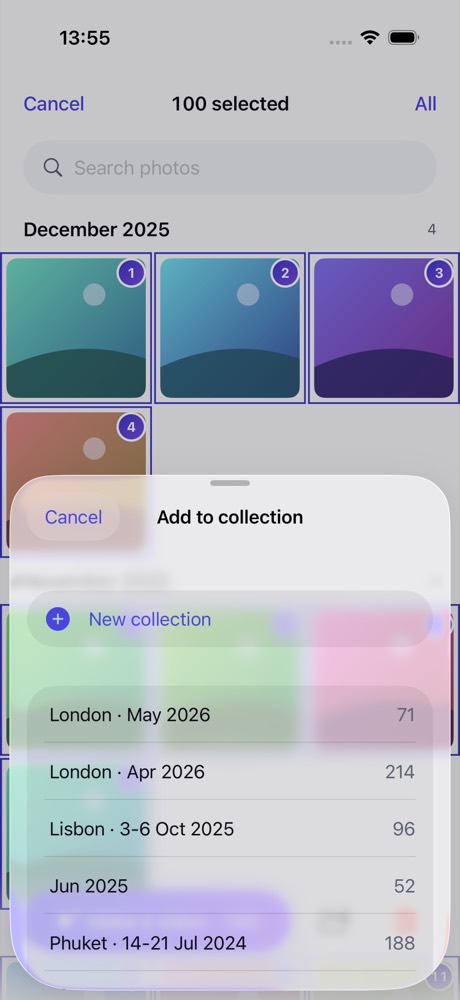 13:55
Cancel 100 selected All
Search photos
December 2025 4
1 2 3
4
Cancel Add to collection
New collection
London · May 2026 71
London · Apr 2026 214
Lisbon · 3-6 Oct 2025 96
Jun 2025 52
Phuket · 14-21 Jul 2024 188
11